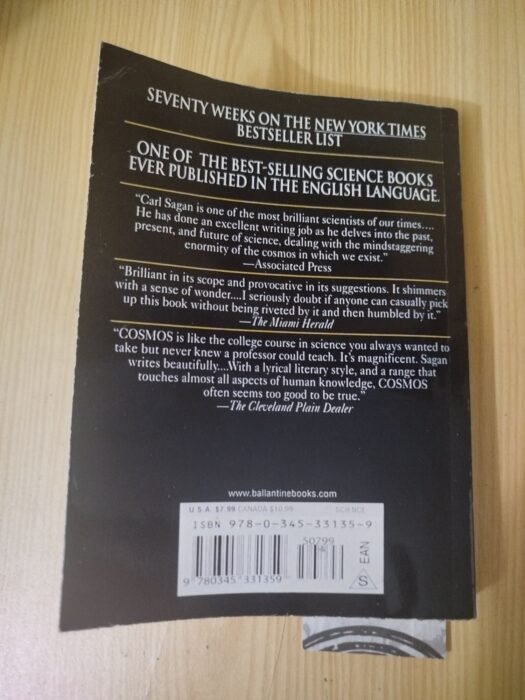 SEVENTY WEEKS ON THE NEW YORK TIMES
BESTSELLER LIST
ONE OF THE BEST-SELLING SCIENCE BOOKS
EVER PUBLISHED IN THE ENGLISH LANGUAGE.
“Carl Sagan is one of the most brilliant scientists of our times....
He has done an excellent writing job as he delves into the past,
present, and future of science, dealing with the mindstaggering
enormity of the cosmos in which we exist.”
—Associated Press
“Brilliant in its scope and provocative in its suggestions. It shimmers
with a sense of wonder....I seriously doubt if anyone can casually pick
up this book without being riveted by it and then humbled by it.”
—The Miami Herald
“COSMOS is like the college course in science you always wanted to
take but never knew a professor could teach. It's magnificent. Sagan
writes beautifully....With a lyrical literary style, and a range that
touches almost all aspects of human knowledge, COSMOS
often seems too good to be true.”
—The Cleveland Plain Dealer
www.ballantinebooks.com
U S A $7.99 CANADA $10.99 SCIENCE
ISBN 978-0-345-33135-9
50799
EAN
S
9 780345 331359